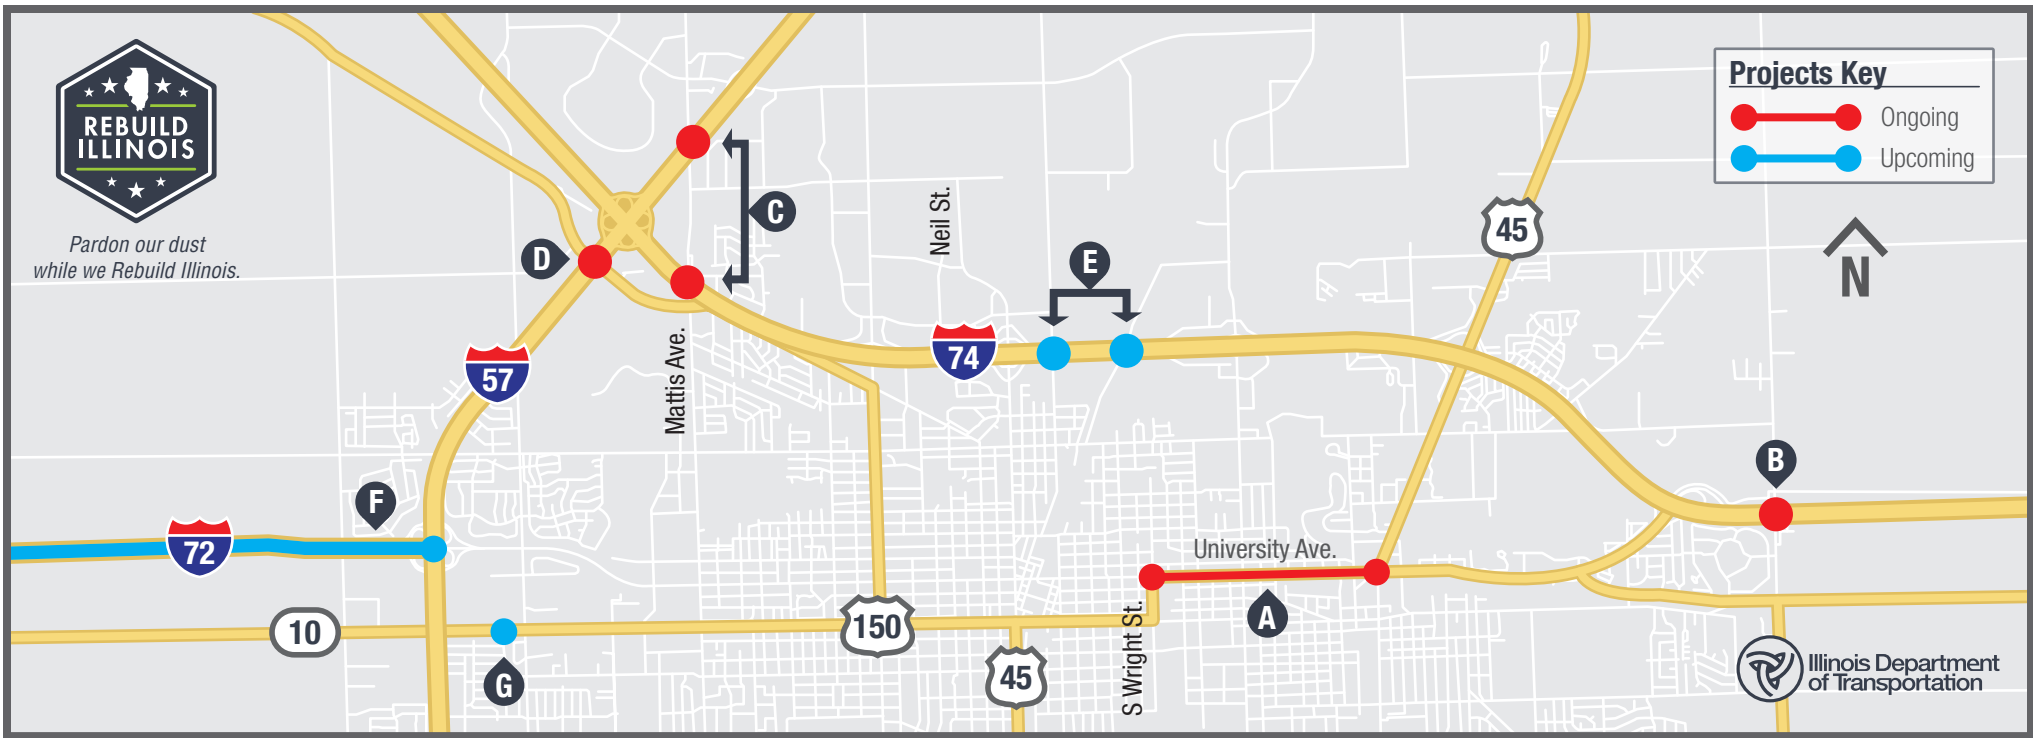 REBUILD
ILLINOIS
Pardon our dust
while we Rebuild Illinois.
Projects Key
Ongoing
Upcoming
N
C
D
Neil St.
E
45
57
74
Mattis Ave.
B
F
72
University Ave.
A
10
150
S Wright St.
G
45
Illinois Department
of Transportation